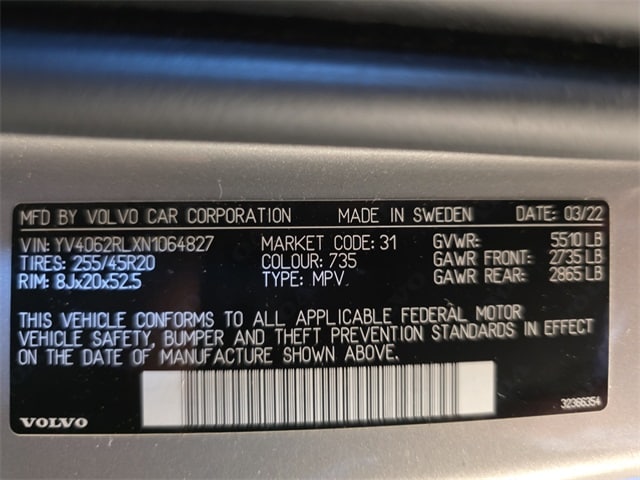 MFD BY VOLVO CAR CORPORATION MADE IN SWEDEN DATE: 03/22
VIN: YV4062RLXN1064827 MARKET CODE: 31 GVWR: 5510 LB
TIRES: 255/45R20 COLOUR: 735 GAWR FRONT: 2735 LB
RIM: 8Jx20x52.5 TYPE: MPV GAWR REAR: 2865 LB
THIS VEHICLE CONFORMS TO ALL APPLICABLE FEDERAL MOTOR
VEHICLE SAFETY, BUMPER AND THEFT PREVENTION STANDARDS IN EFFECT
ON THE DATE OF MANUFACTURE SHOWN ABOVE.
VOLVO 32366354